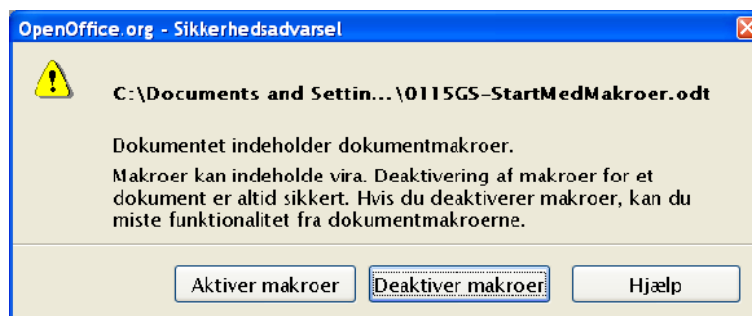 OpenOffice.org - Sikkerhedsadvarsel
C:\Documents and Settin...\0115GS-StartMedMakroer.odt
Dokumentet indeholder dokumentmakroer.
Makroer kan indeholde vira. Deaktivering af makroer for et
dokument er altid sikkert. Hvis du deaktiverer makroer, kan du
miste funktionalitet fra dokumentmakroerne.
Aktiver makroer Deaktiver makroer Hjælp